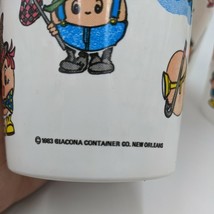 © 1983 GIACONA CONTAINER CO. NEW ORLEANS